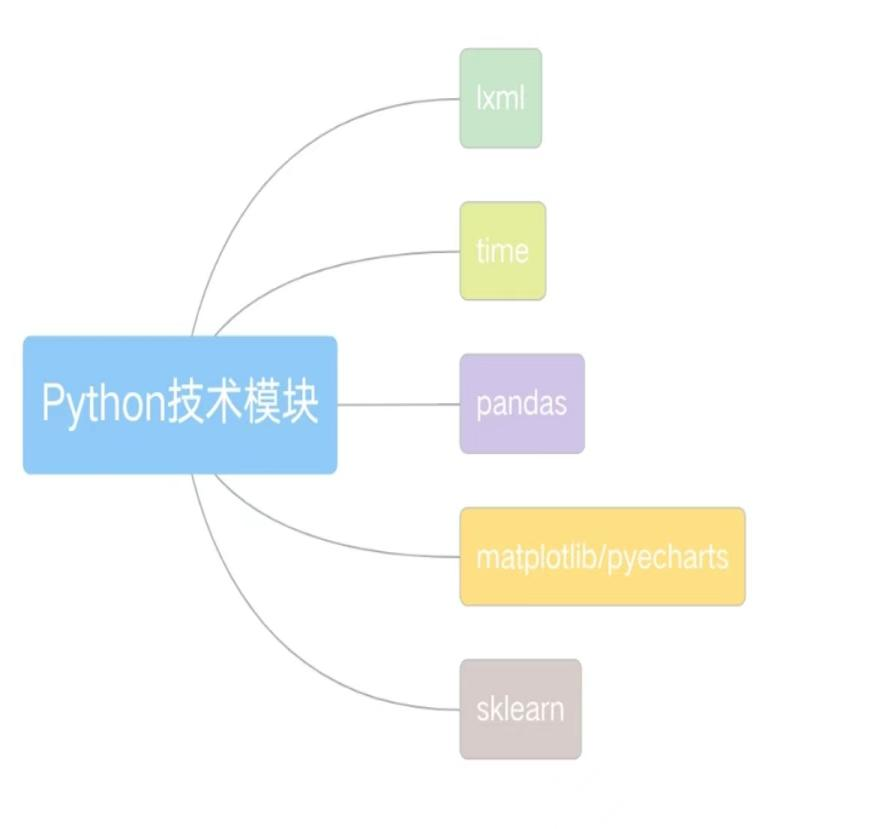 lxml
time
Python技术模块
pandas
matplotlib/pyecharts
sklearn